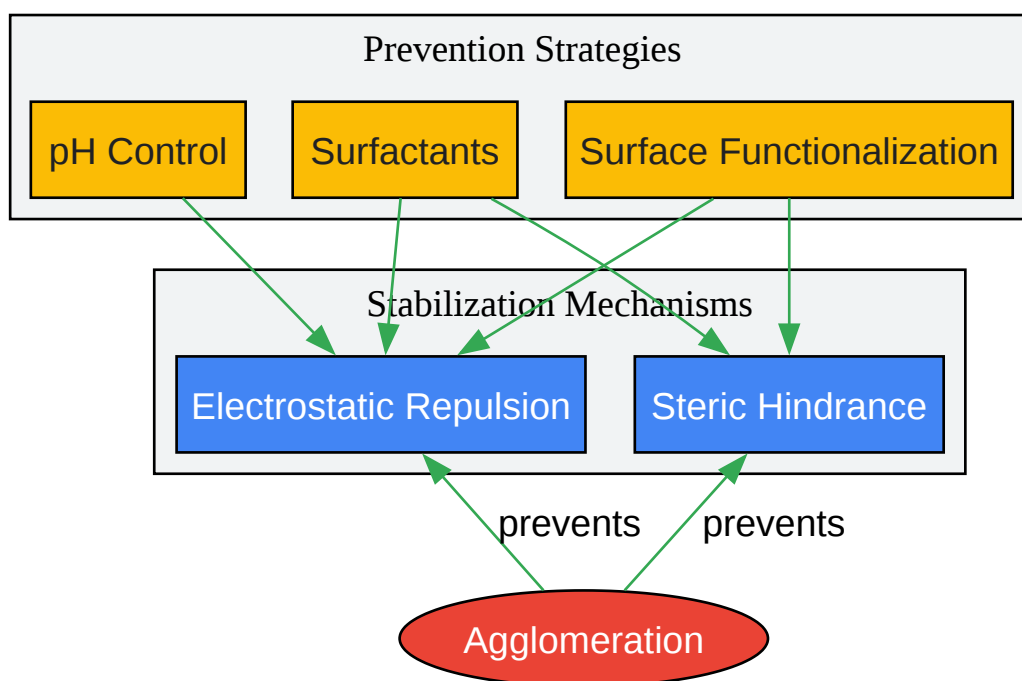 Prevention Strategies
pH Control
Surfactants
Surface Functionalization
Stabilization Mechanisms
Electrostatic Repulsion
Steric Hindrance
prevents
prevents
Agglomeration